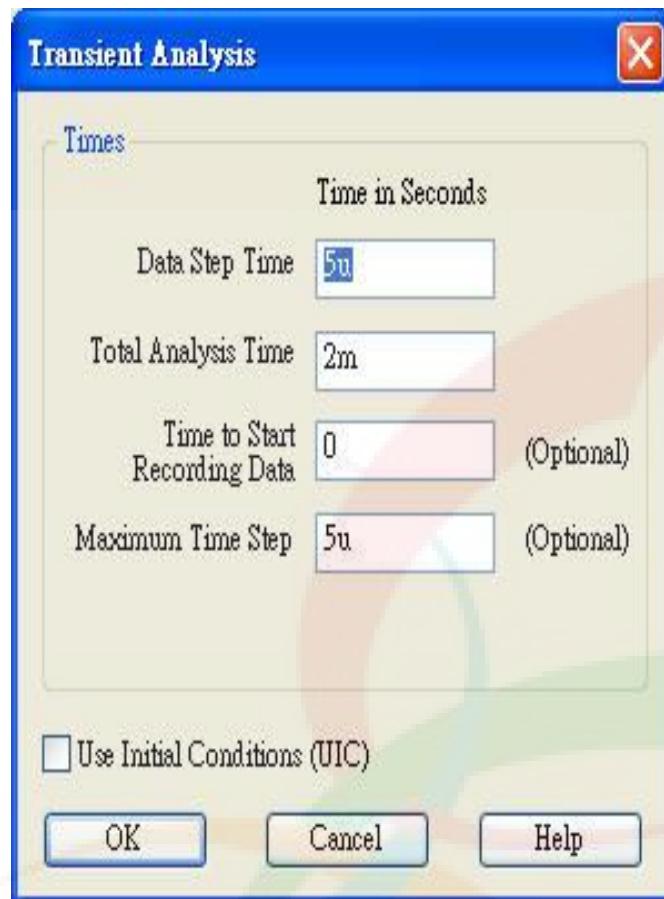 Transient Analysis
Times
Time in Seconds
Data Step Time 5u
Total Analysis Time 2m
Time to Start
Recording Data 0 (Optional)
Maximum Time Step 5u (Optional)
Use Initial Conditions (UIC)
OK Cancel Help